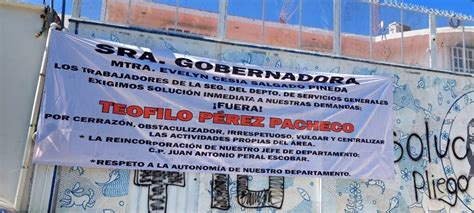 SRA. GOBERNADORA
MTRA. EVELYN CESIA SALGADO PINEDA
LOS TRABAJADORES DE LA SEG. DEL DEPTO. DE SERVICIOS GENERALES
EXIGIMOS SOLUCIÓN INMEDIATA A NUESTRAS DEMANDAS:
¡FUERA!
TEOFILO PÉREZ PACHECO
POR CERRAZÓN, OBSTACULIZADOR, IRRESPETUOSO, VULGAR Y CENTRALIZAR
LAS ACTIVIDADES PROPIAS DEL ÁREA.
* LA REINCORPORACIÓN DE NUESTRO JEFE DE DEPARTAMENTO:
C.P. JUAN ANTONIO PERAL ESCOBAR.
*RESPETO A LA AUTONOMÍA DE NUESTRO DEPARTAMENTO.
Soluc
Pliego